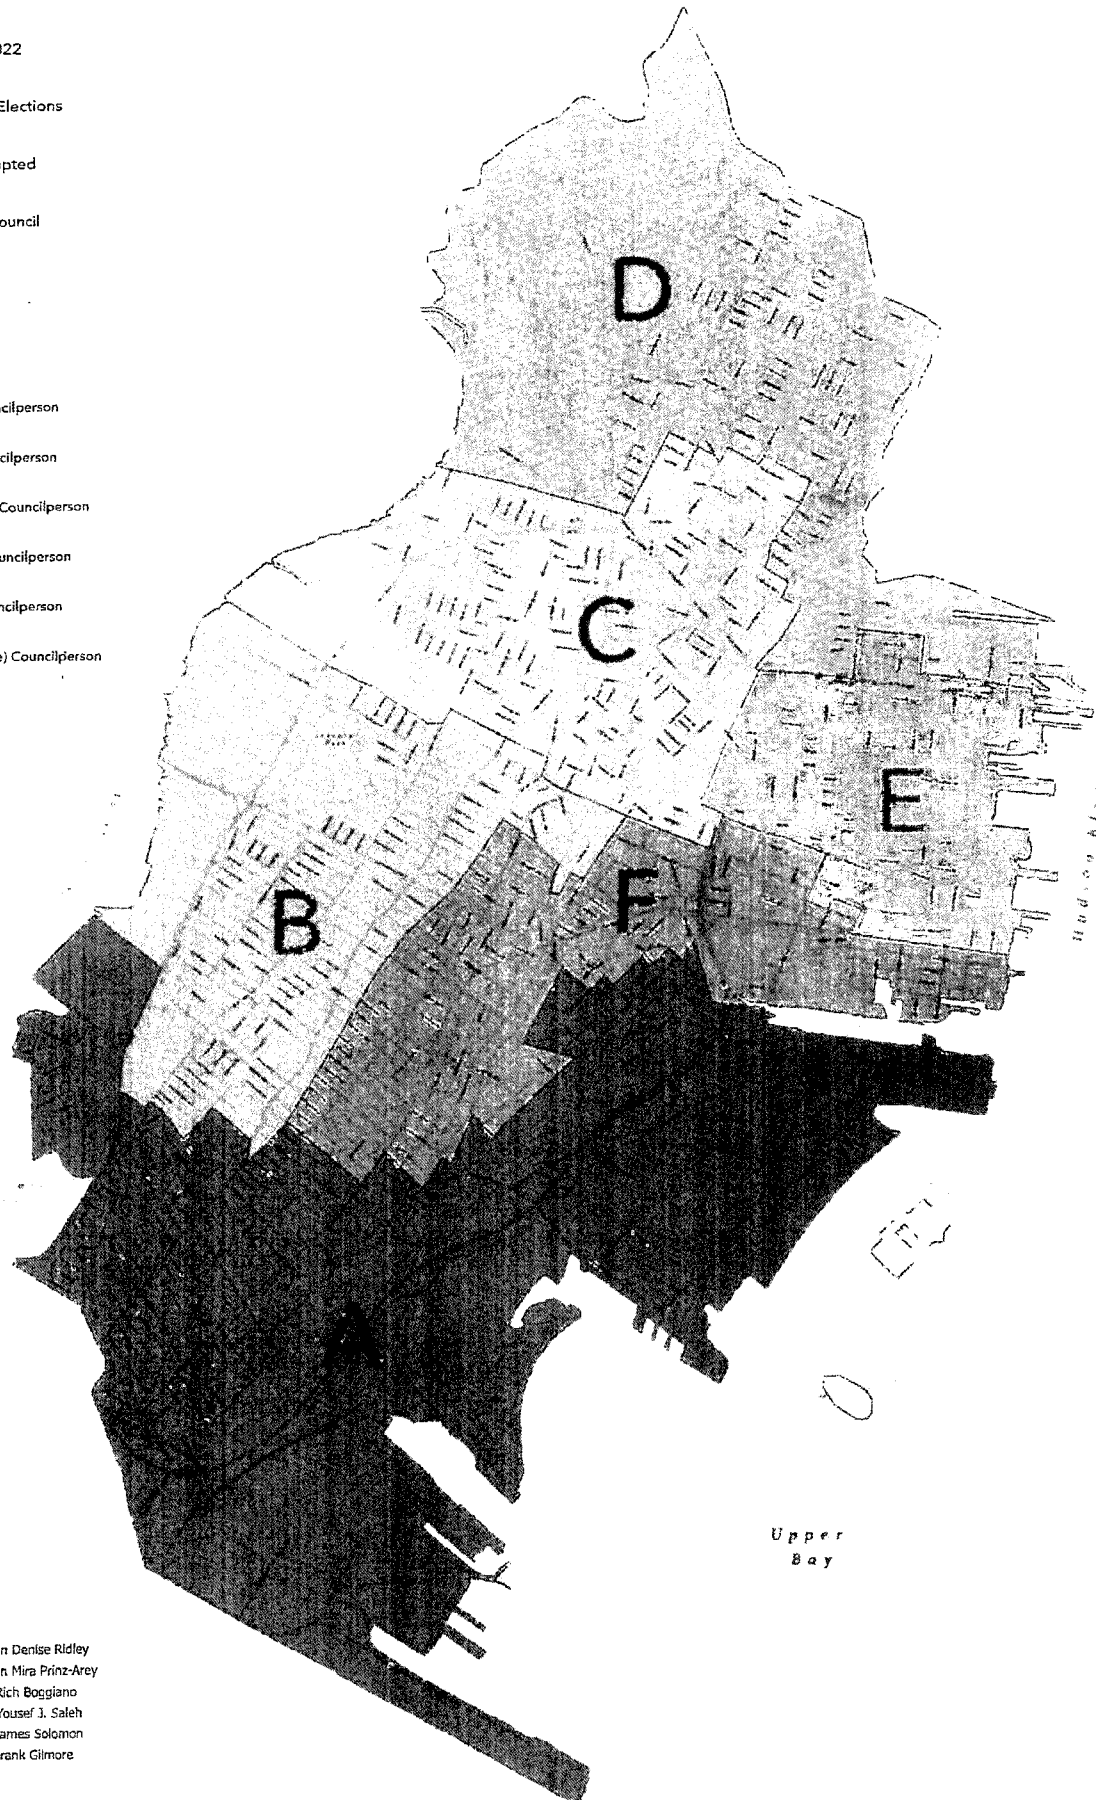 022
Elections
pted
ouncil
cilperson
cilperson
Councilperson
uncilperson
ncilperson
e) Councilperson
D
C
E
B
F
A
Upper
Bay
n Denise Ridley
n Mira Prinz-Arey
Rich Boggiano
Yousef J. Saleh
ames Solomon
rank Gilmore